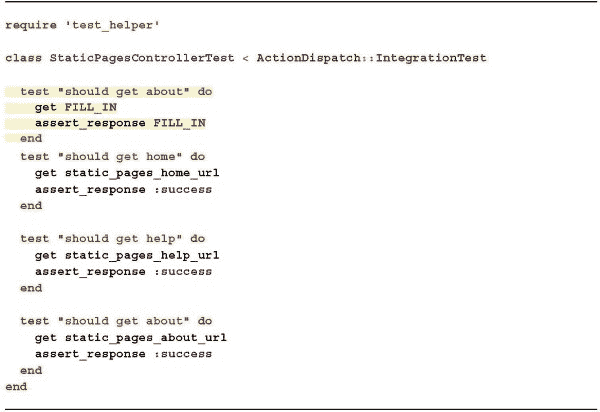 require 'test_helper'

class StaticPagesControllerTest < ActionDispatch::IntegrationTest

  test "should get about" do
    get FILL_IN
    assert_response FILL_IN
  end
  test "should get home" do
    get static_pages_home_url
    assert_response :success
  end

  test "should get help" do
    get static_pages_help_url
    assert_response :success
  end

  test "should get about" do
    get static_pages_about_url
    assert_response :success
  end
end